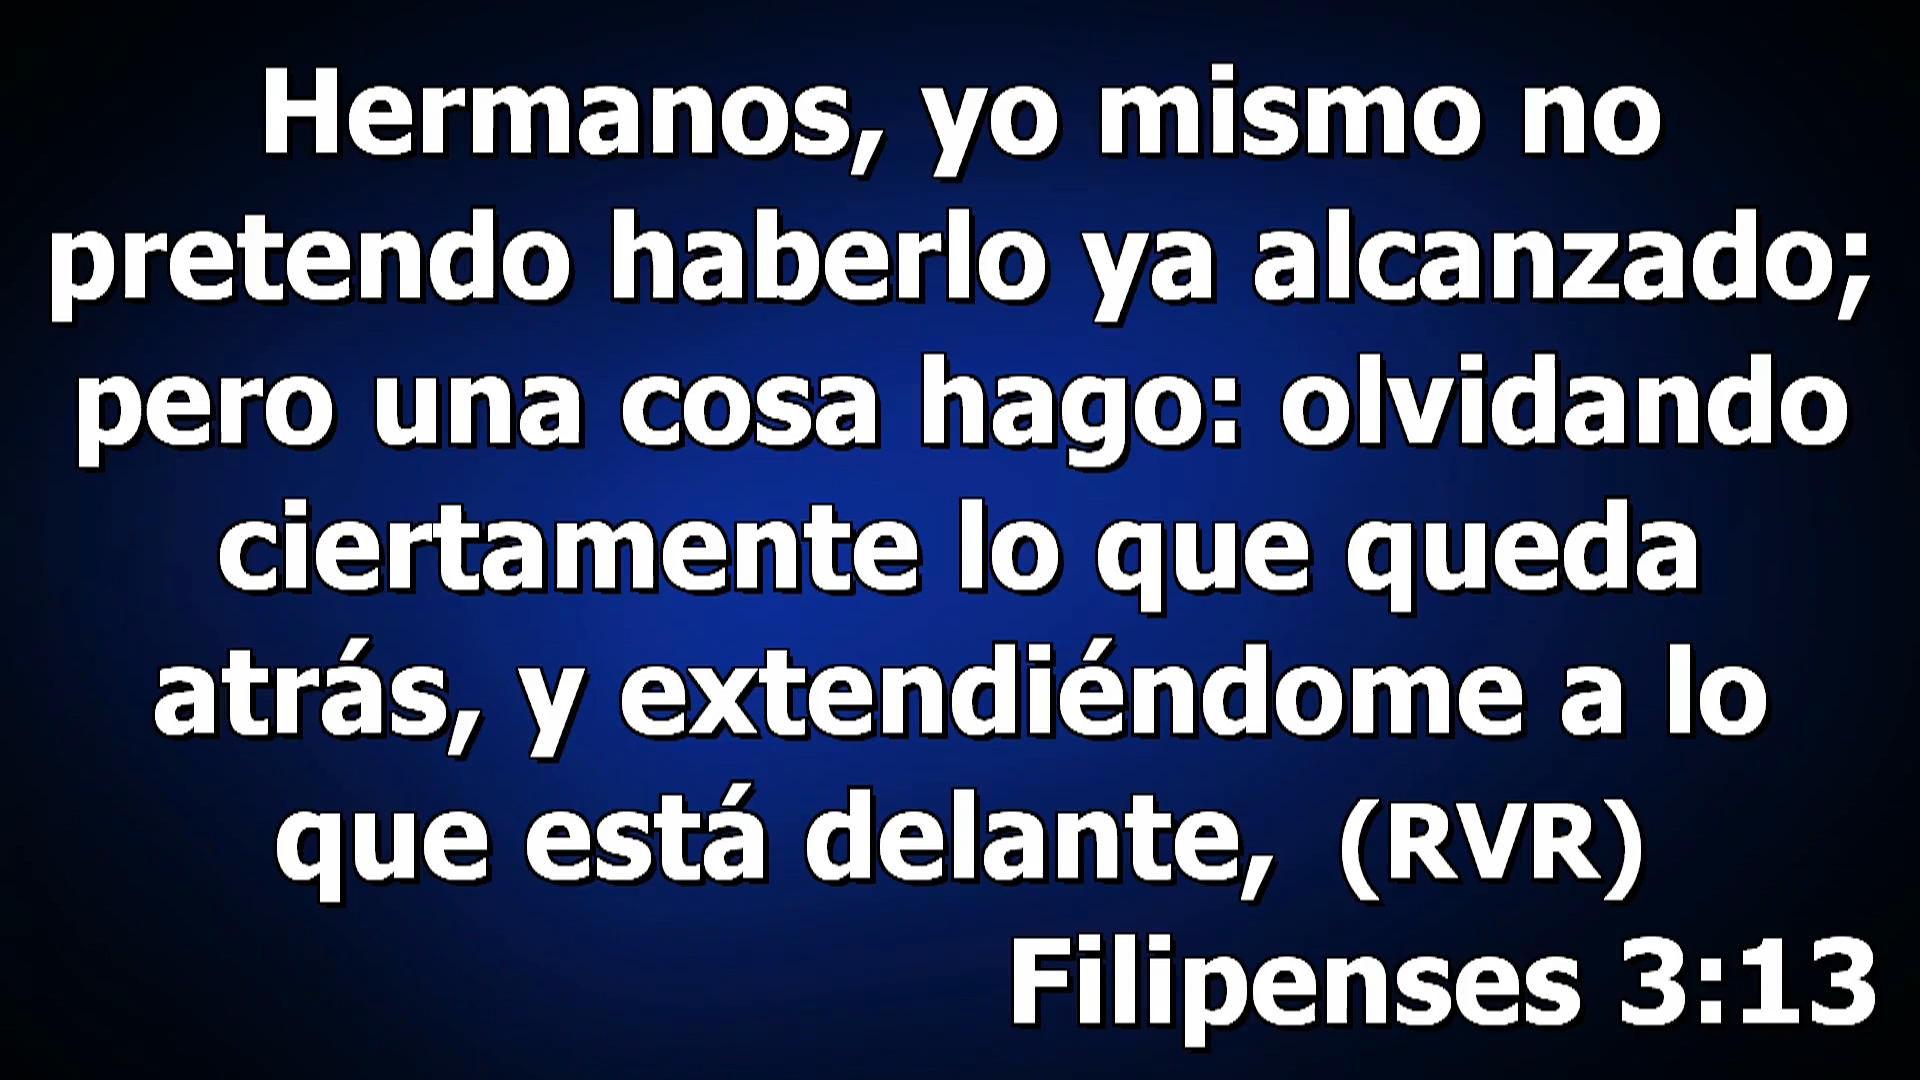 Hermanos, yo mismo no
pretendo haberlo ya alcanzado;
pero una cosa hago: olvidando
ciertamente lo que queda
atrás, y extendiéndome a lo
que está delante, (RVR)
Filipenses 3:13